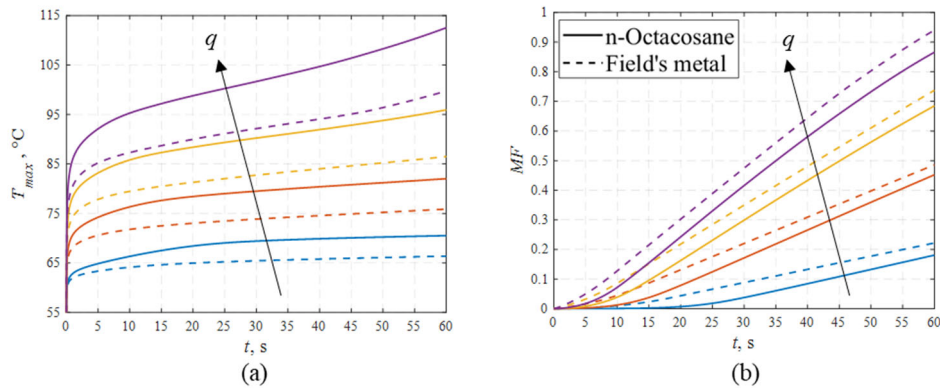 115
105
95
85
75
65
55
T_max, °C
q
0 5 10 15 20 25 30 35 40 45 50 55 60
t, s
(a)
1
0.9
0.8
0.7
0.6
0.5
0.4
0.3
0.2
0.1
0
MF
n-Octacosane
Field's metal
q
0 5 10 15 20 25 30 35 40 45 50 55 60
t, s
(b)